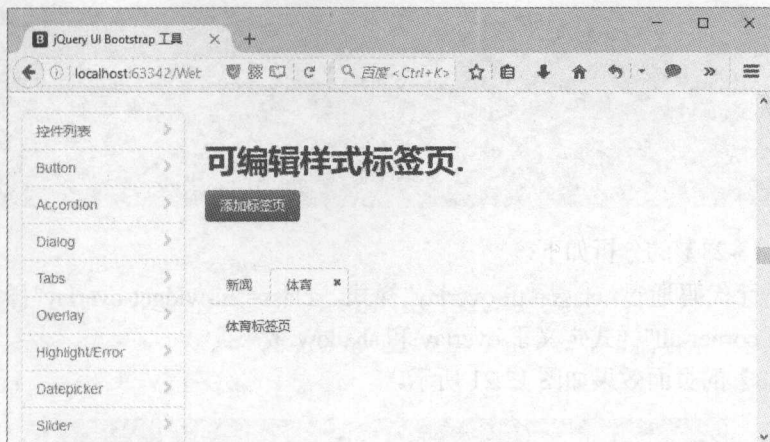 jQuery UI Bootstrap 工具
localhost:63342/Web
百度 <Ctrl+K>
控件列表
Button
Accordion
Dialog
Tabs
Overlay
Highlight/Error
Datepicker
Slider
可编辑样式标签页.
添加标签页
新闻
体育
体育标签页